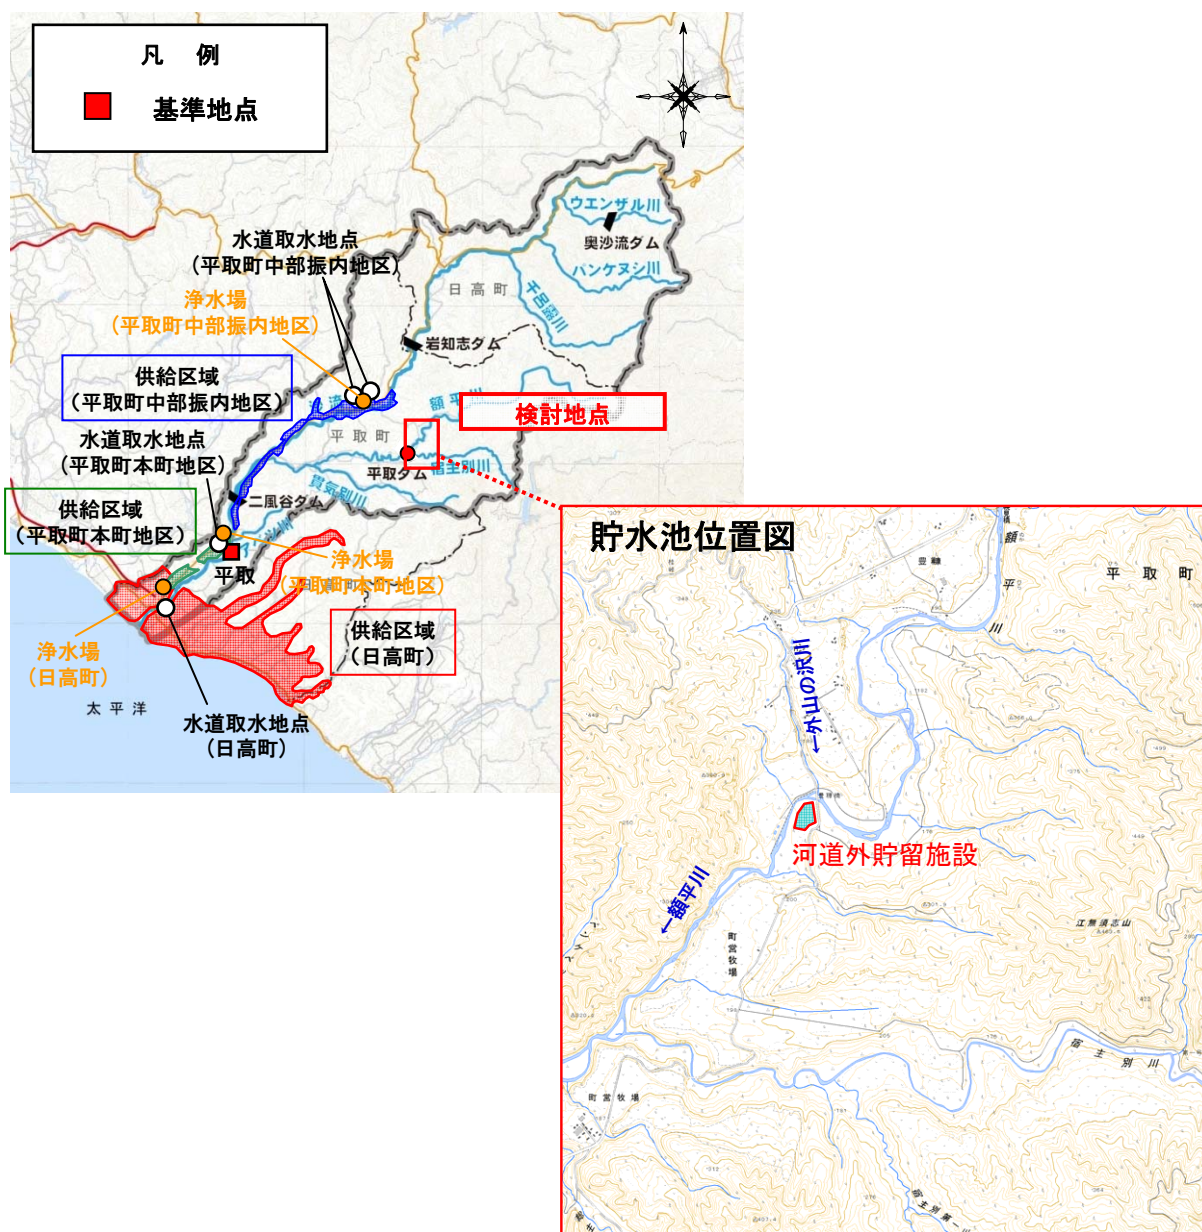 凡 例
基準地点
ウエンザル川
奥沙流ダム
パンケヌシ川
千呂露川
日高町
水道取水地点
(平取町中部振内地区)
浄水場
(平取町中部振内地区)
岩知志ダム
供給区域
(平取町中部振内地区)
額平川
検討地点
平取町
水道取水地点
(平取町本町地区)
平取ダム
宿主別川
貫気別川
二風谷ダム
供給区域
(平取町本町地区)
平取
浄水場
(平取町本町地区)
供給区域
(日高町)
浄水場
(日高町)
太平洋
水道取水地点
(日高町)
貯水池位置図
豊糠
平取町
額平川
←外山の沢川
河道外貯留施設
←額平川
町営牧場
江無須志山
宿主別川
町営牧場